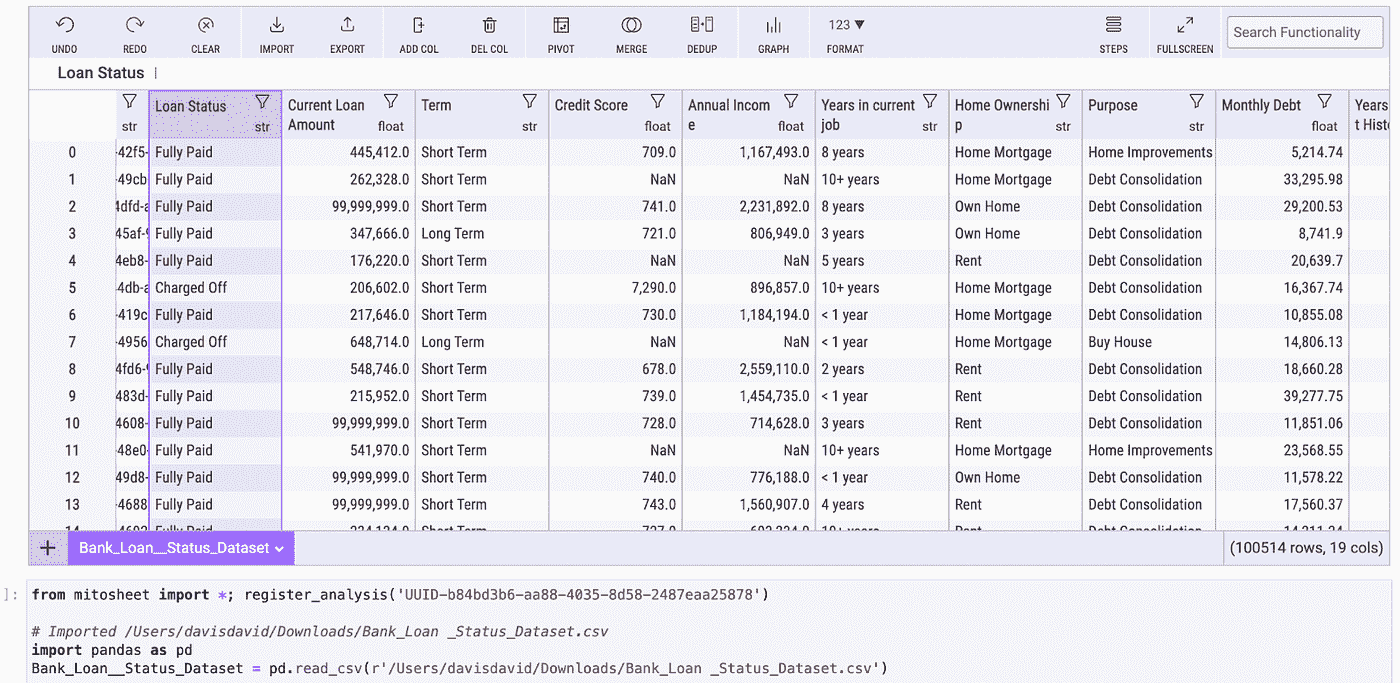 UNDO REDO CLEAR IMPORT EXPORT ADD COL DEL COL PIVOT MERGE DEDUP GRAPH 123 ▼ FORMAT STEPS FULLSCREEN Search Functionality
Loan Status
str Loan Status str Current Loan Amount float Term str Credit Score float Annual Incom e float Years in current job str Home Ownershi p str Purpose str Monthly Debt float Years t Hist
0 -42f5- Fully Paid 445,412.0 Short Term 709.0 1,167,493.0 8 years Home Mortgage Home Improvements 5,214.74
1 -49cb Fully Paid 262,328.0 Short Term NaN NaN 10+ years Home Mortgage Debt Consolidation 33,295.98
2 4dfd-a Fully Paid 99,999,999.0 Short Term 741.0 2,231,892.0 8 years Own Home Debt Consolidation 29,200.53
3 45af-9 Fully Paid 347,666.0 Long Term 721.0 806,949.0 3 years Own Home Debt Consolidation 8,741.9
4 4eb8- Fully Paid 176,220.0 Short Term NaN NaN 5 years Rent Debt Consolidation 20,639.7
5 4db-a Charged Off 206,602.0 Short Term 7,290.0 896,857.0 10+ years Home Mortgage Debt Consolidation 16,367.74
6 -419c Fully Paid 217,646.0 Short Term 730.0 1,184,194.0 < 1 year Home Mortgage Debt Consolidation 10,855.08
7 -4956 Charged Off 648,714.0 Long Term NaN NaN < 1 year Home Mortgage Buy House 14,806.13
8 4fd6-9 Fully Paid 548,746.0 Short Term 678.0 2,559,110.0 2 years Rent Debt Consolidation 18,660.28
9 483d- Fully Paid 215,952.0 Short Term 739.0 1,454,735.0 < 1 year Rent Debt Consolidation 39,277.75
10 4608- Fully Paid 99,999,999.0 Short Term 728.0 714,628.0 3 years Rent Debt Consolidation 11,851.06
11 -48e0- Fully Paid 541,970.0 Short Term NaN NaN 10+ years Home Mortgage Home Improvements 23,568.55
12 49d8- Fully Paid 99,999,999.0 Short Term 740.0 776,188.0 < 1 year Own Home Debt Consolidation 11,578.22
13 -4688 Fully Paid 99,999,999.0 Short Term 743.0 1,560,907.0 4 years Rent Debt Consolidation 17,560.37
14 Fully Paid Short Term Rent Debt Consolidation
+ Bank_Loan__Status_Dataset (100514 rows, 19 cols)
]: from mitosheet import *; register_analysis('UUID-b84bd3b6-aa88-4035-8d58-2487eaa25878')
# Imported /Users/davisdavid/Downloads/Bank_Loan _Status_Dataset.csv
import pandas as pd
Bank_Loan__Status_Dataset = pd.read_csv(r'/Users/davisdavid/Downloads/Bank_Loan _Status_Dataset.csv')